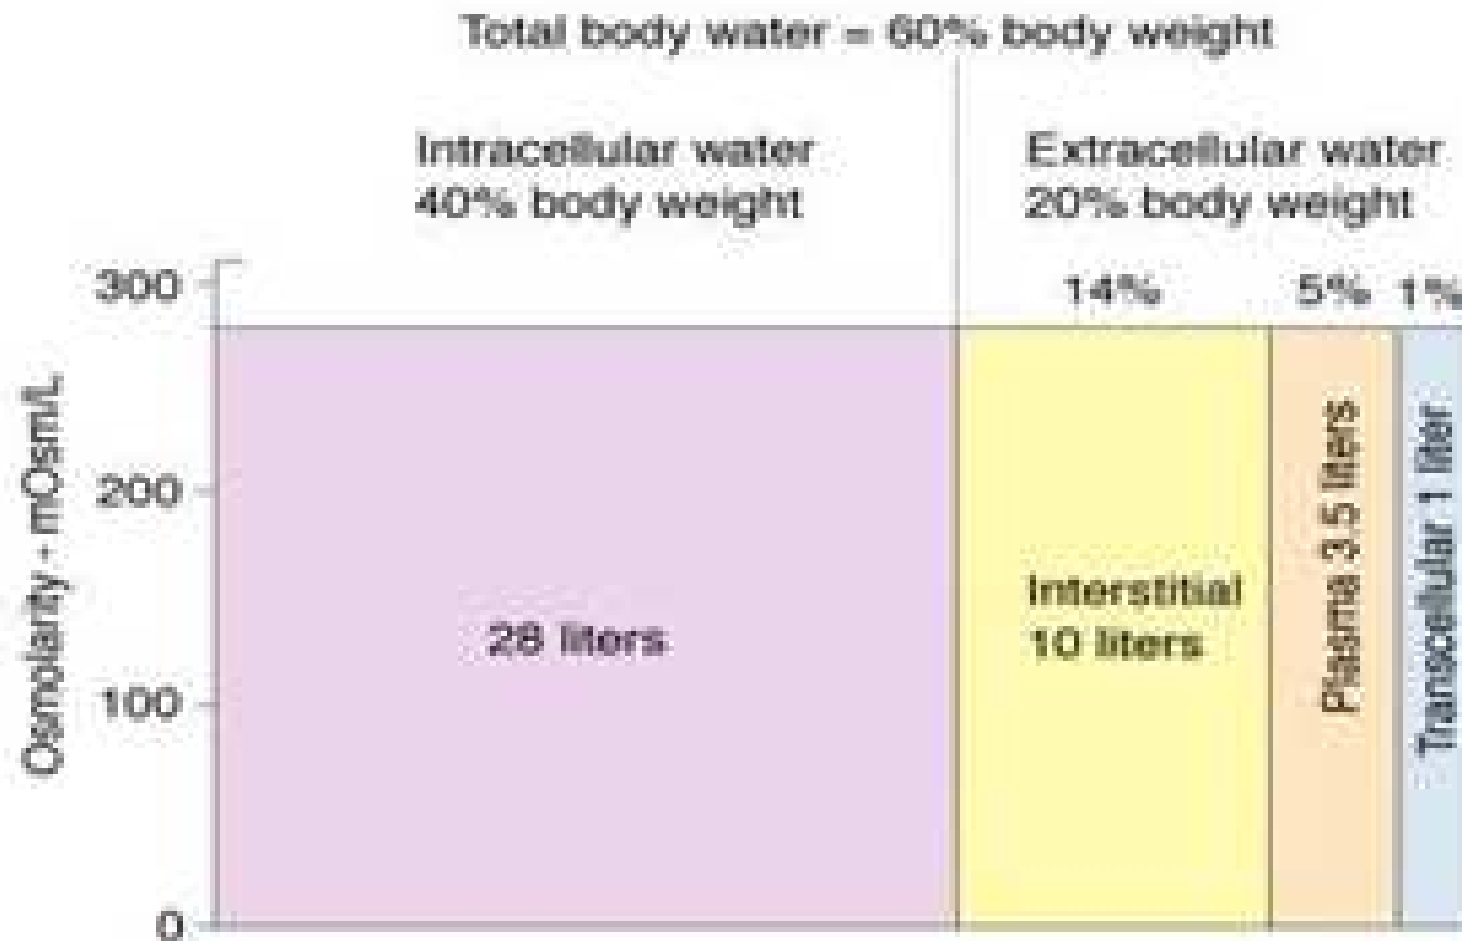 Total body water = 60% body weight
Intracellular water
40% body weight
Extracellular water
20% body weight
14%
5%
1%
Osmolarity - mOsm/L
300
200
100
0
28 liters
Interstitial
10 liters
Plasma 3.5 liters
Transcellular 1 liter